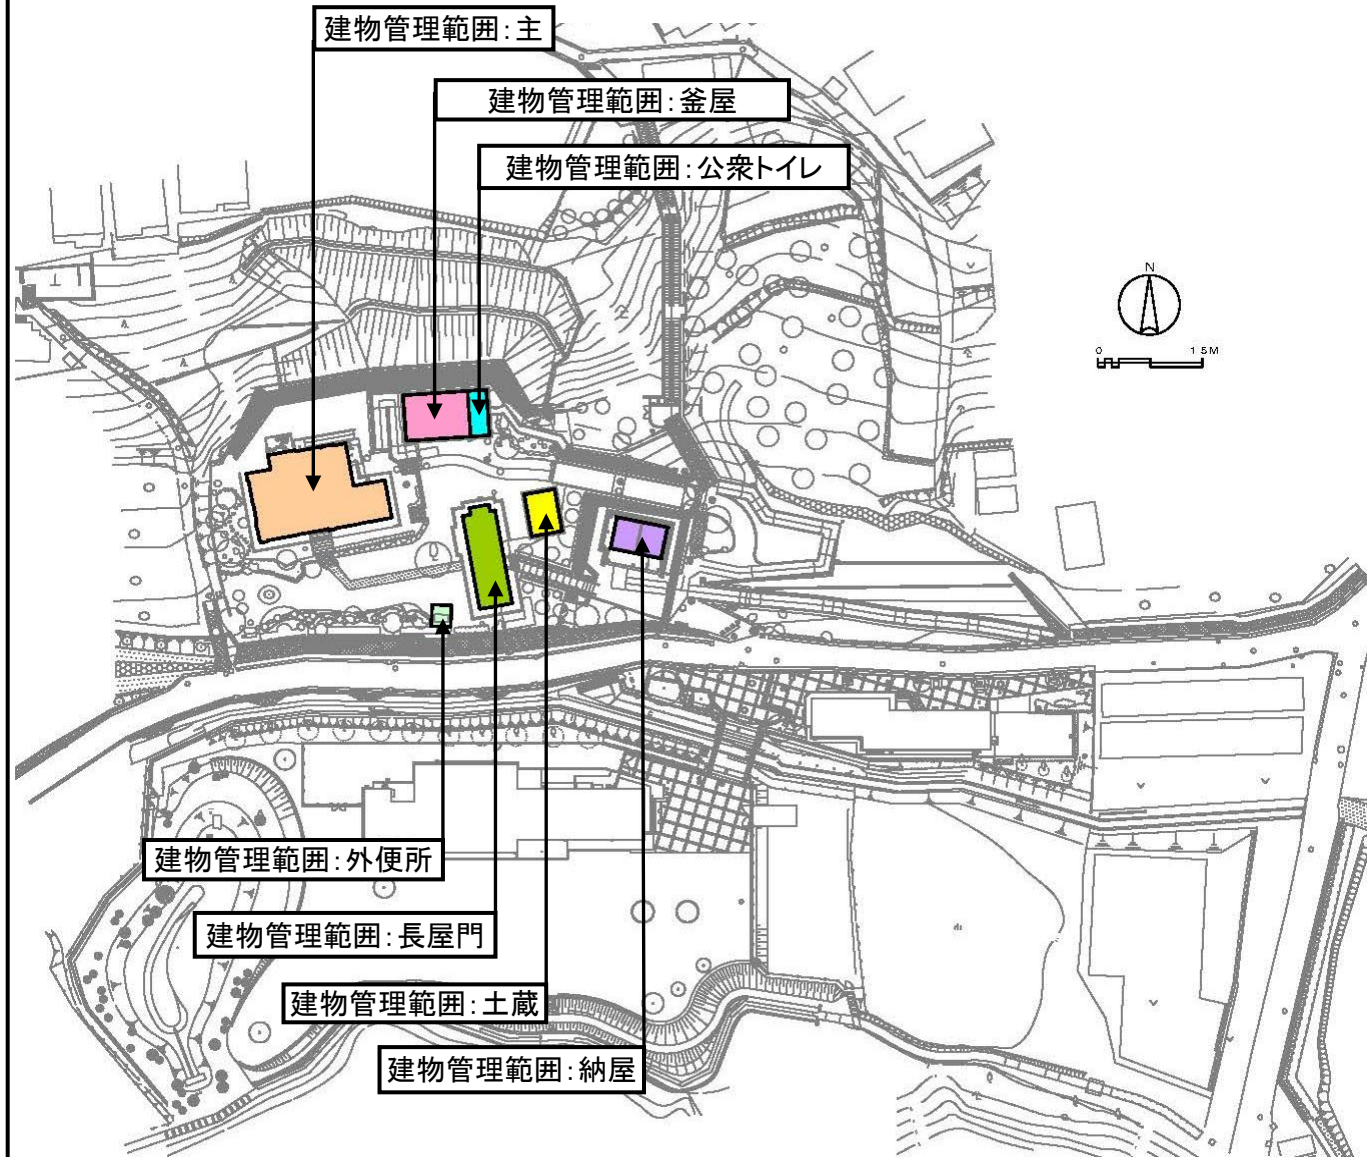 建物管理範囲：主
建物管理範囲：釜屋
建物管理範囲：公衆トイレ
N
0 15M
建物管理範囲：外便所
建物管理範囲：長屋門
建物管理範囲：土蔵
建物管理範囲：納屋